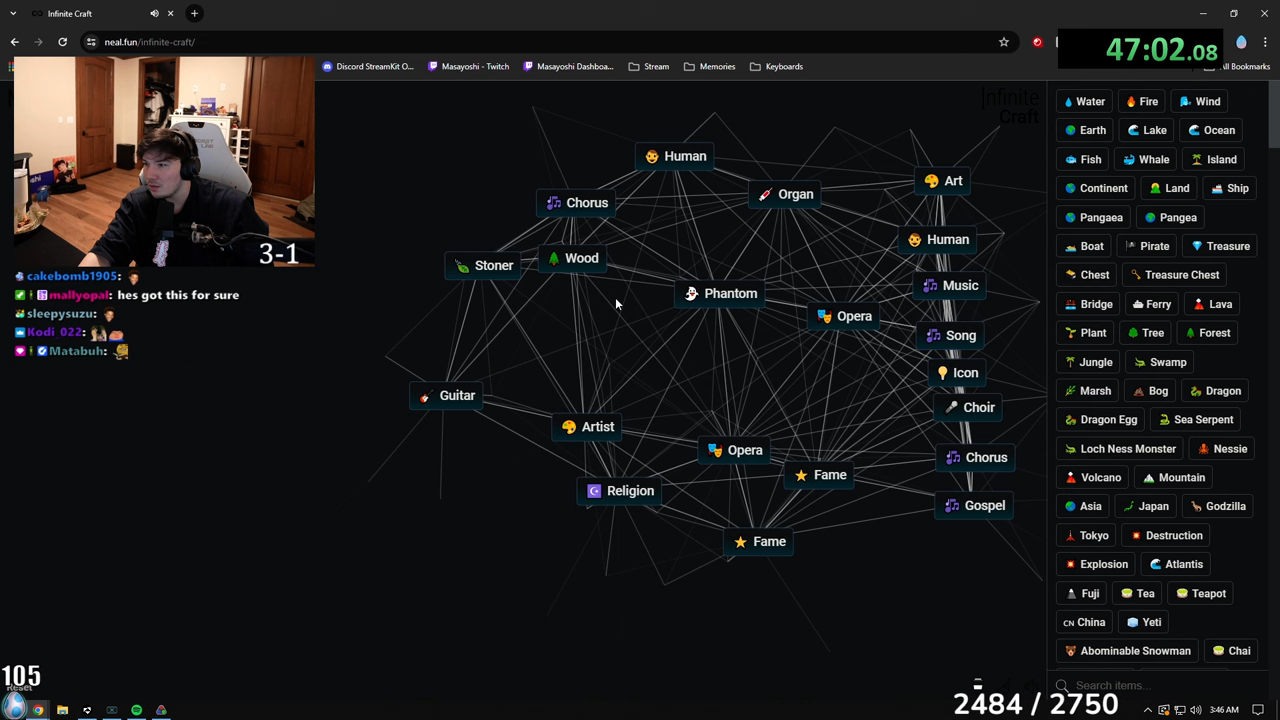 Infinite Craft
47:02.08
neal.fun/infinite-craft/
Discord StreamKit O...
Masayoshi - Twitch
Masayoshi Dashboa...
Stream
Memories
Keyboards
All Bookmarks
Infinite
Craft
3-1
cakebomb1905:
mallyopal: hes got this for sure
sleepysuzu:
Kodi_022:
Matabuh:
Human
Organ
Art
Chorus
Human
Wood
Stoner
Music
Phantom
Opera
Song
Icon
Guitar
Choir
Artist
Opera
Chorus
Fame
Religion
Gospel
Fame
Water
Fire
Wind
Earth
Lake
Ocean
Fish
Whale
Island
Continent
Land
Ship
Pangaea
Pangea
Boat
Pirate
Treasure
Chest
Treasure Chest
Bridge
Ferry
Lava
Plant
Tree
Forest
Jungle
Swamp
Marsh
Bog
Dragon
Dragon Egg
Sea Serpent
Loch Ness Monster
Nessie
Volcano
Mountain
Asia
Japan
Godzilla
Tokyo
Destruction
Explosion
Atlantis
Fuji
Tea
Teapot
CN China
Yeti
Abominable Snowman
Chai
Search items...
105
Reset
2484 / 2750
3:46 AM